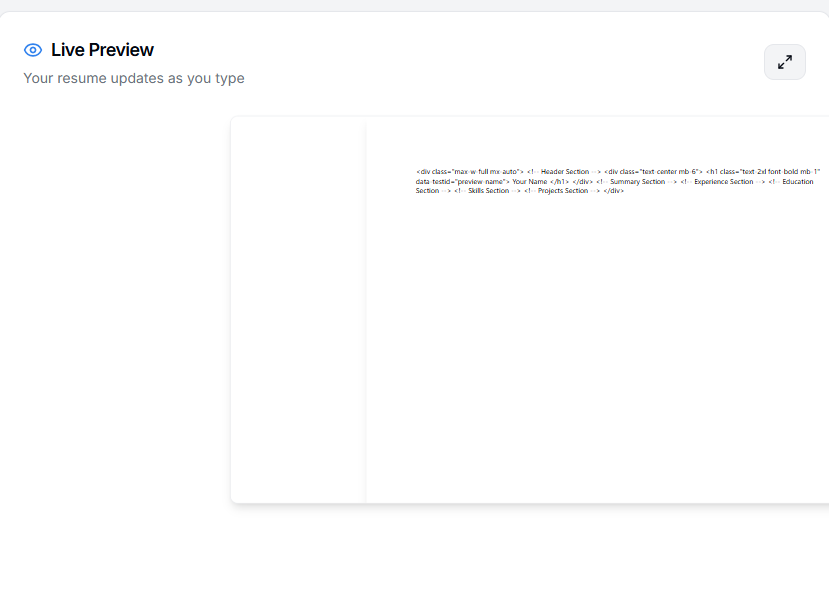 Live Preview
Your resume updates as you type
<div class="max-w-full mx-auto"> <!-- Header Section --> <div class="text-center mb-6"> <h1 class="text-2xl font-bold mb-1"
data-testid="preview-name"> Your Name </h1> </div> <!-- Summary Section --> <!-- Experience Section --> <!-- Education
Section --> <!-- Skills Section --> <!-- Projects Section --> </div>